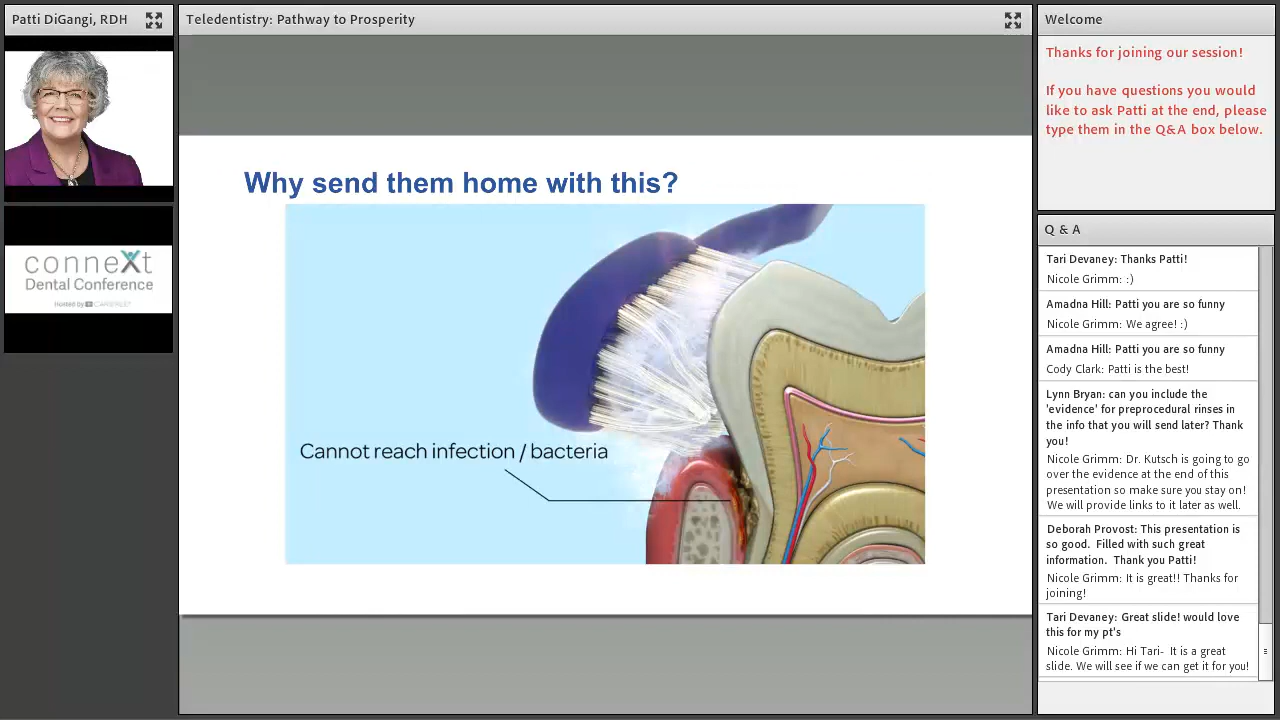 Patti DiGangi, RDH
Teledentistry: Pathway to Prosperity
Welcome
Thanks for joining our session!
If you have questions you would
like to ask Patti at the end, please
type them in the Q&A box below.
conneXt
Dental Conference
Hosted by CAREFREE
Why send them home with this?
Cannot reach infection / bacteria
Q & A
Tari Devaney: Thanks Patti!
Nicole Grimm: :)
Amadna Hill: Patti you are so funny
Nicole Grimm: We agree! :)
Amadna Hill: Patti you are so funny
Cody Clark: Patti is the best!
Lynn Bryan: can you include the
'evidence' for preprocedural rinses in
the info that you will send later? Thank
you!
Nicole Grimm: Dr. Kutsch is going to go
over the evidence at the end of this
presentation so make sure you stay on!
We will provide links to it later as well.
Deborah Provost: This presentation is
so good.  Filled with such great
information.  Thank you Patti!
Nicole Grimm: It is great!! Thanks for
joining!
Tari Devaney: Great slide! would love
this for my pt's
Nicole Grimm: Hi Tari-  It is a great
slide. We will see if we can get it for you!